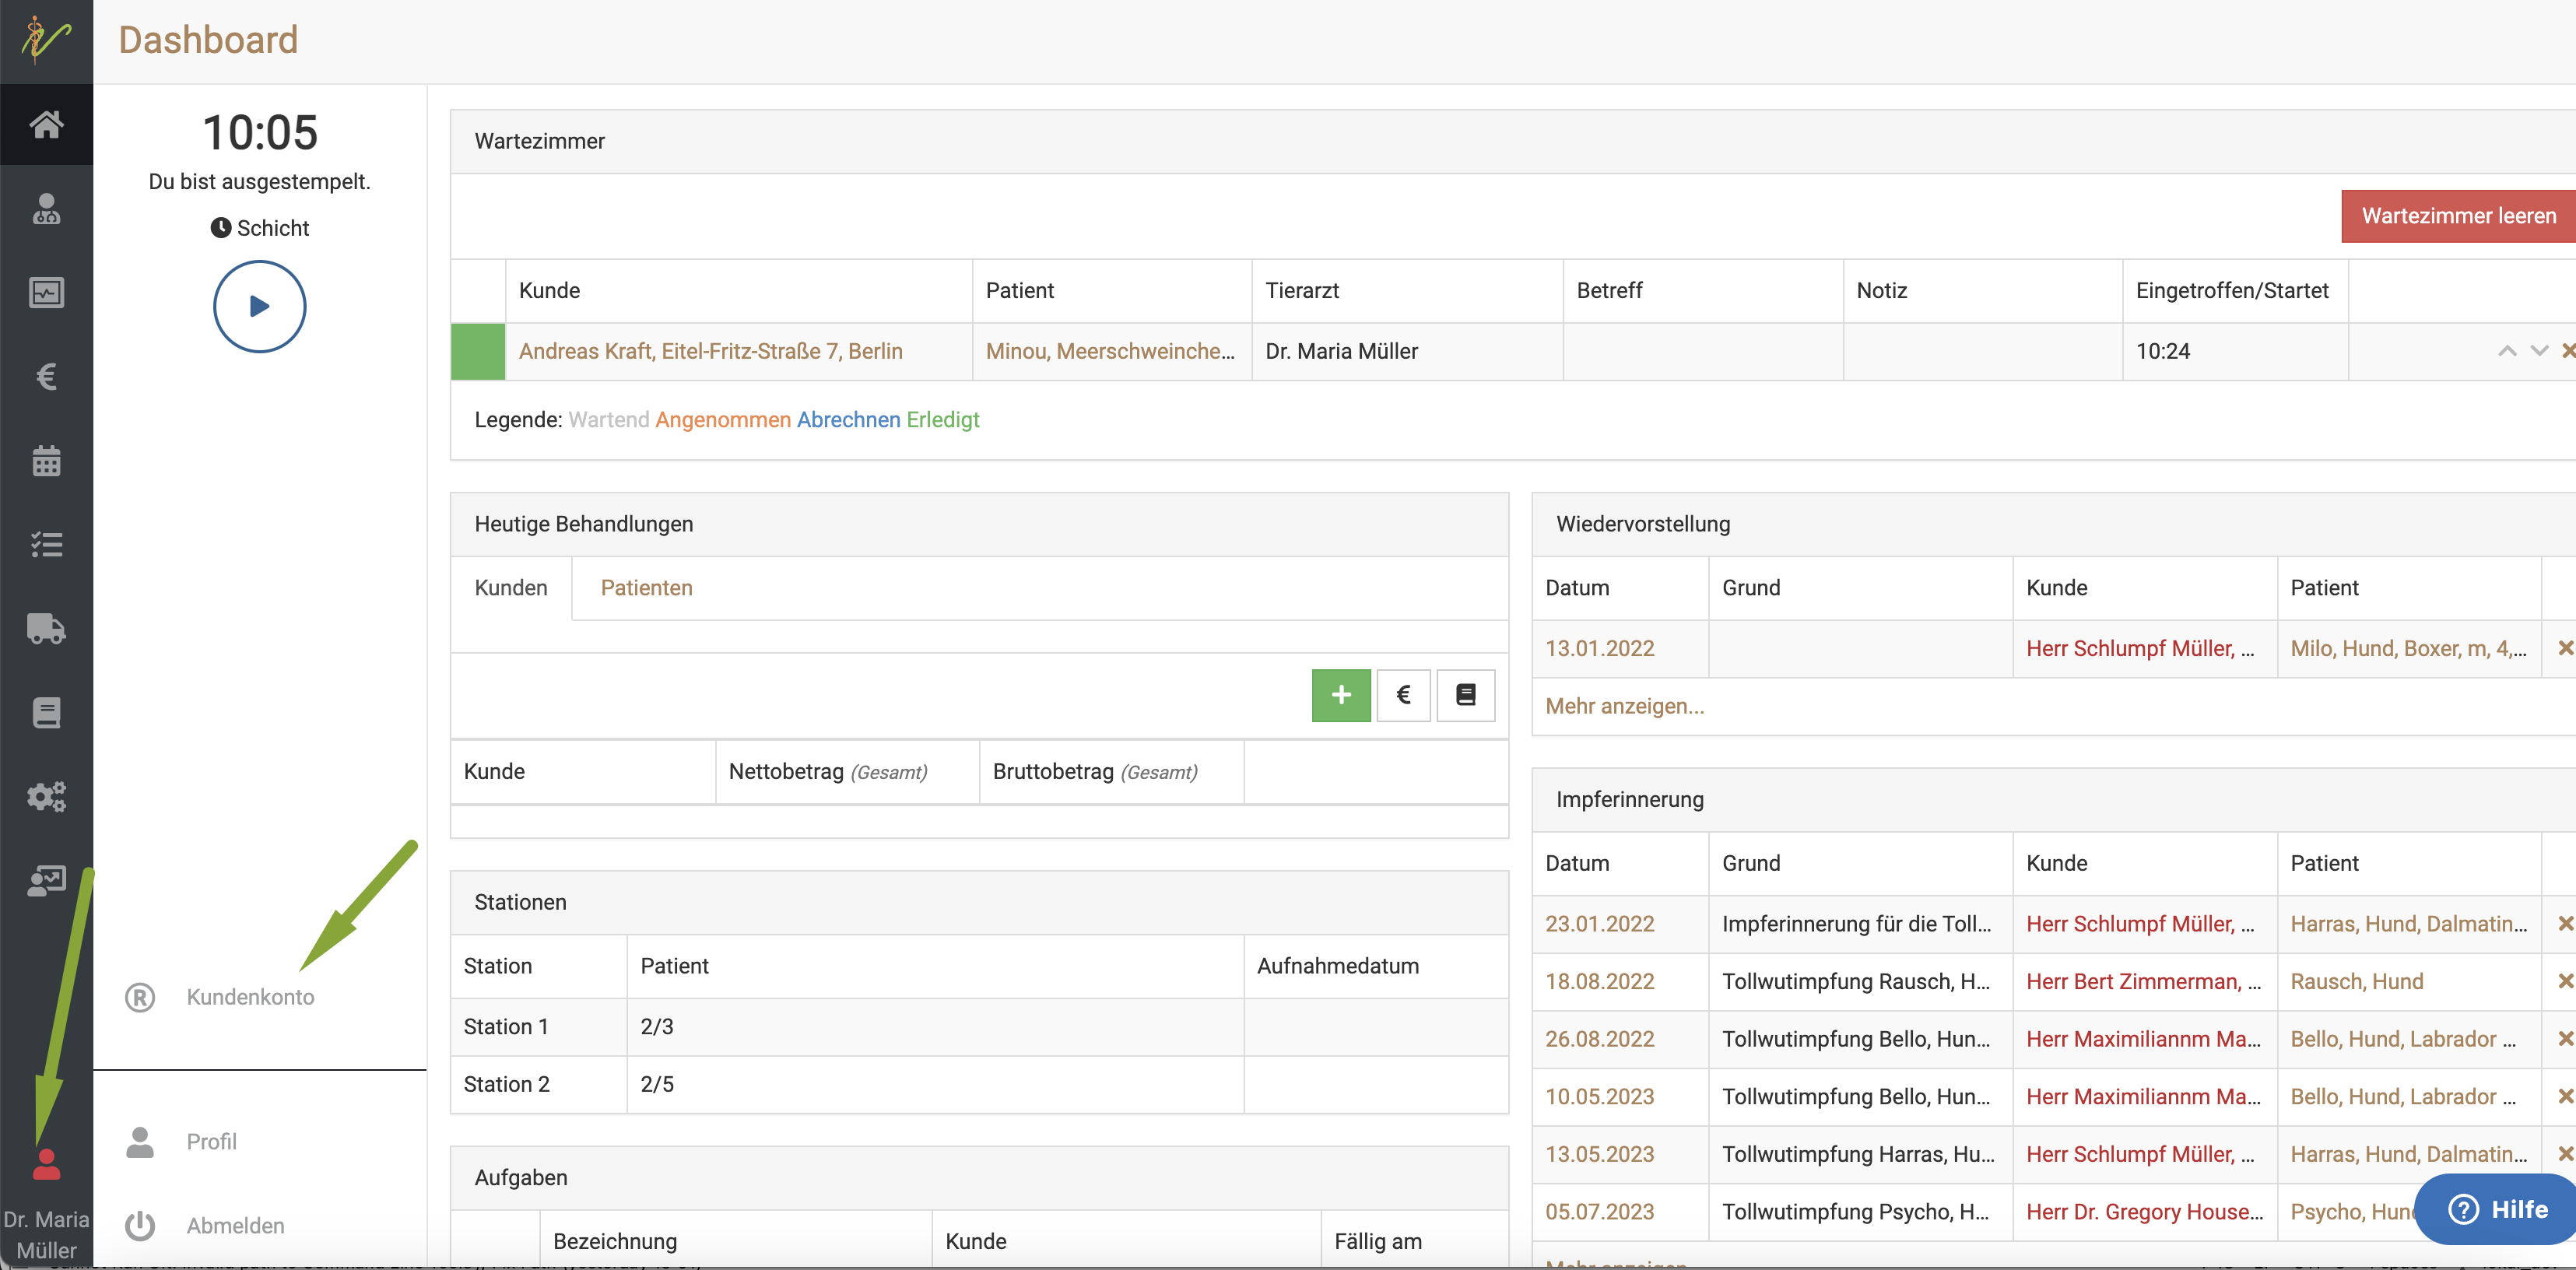 Dashboard
10:05
Du bist ausgestempelt.
Schicht
Kundenkonto
Profil
Abmelden
Dr. Maria
Müller
Wartezimmer
Wartezimmer leeren
Kunde Patient Tierarzt Betreff Notiz Eingetroffen/Startet
Andreas Kraft, Eitel-Fritz-Straße 7, Berlin Minou, Meerschweinche... Dr. Maria Müller 10:24
Legende: Wartend Angenommen Abrechnen Erledigt
Heutige Behandlungen
Kunden Patienten
+ €
Kunde Nettobetrag (Gesamt) Bruttobetrag (Gesamt)
Stationen
Station Patient Aufnahmedatum
Station 1 2/3
Station 2 2/5
Aufgaben
Bezeichnung Kunde Fällig am
Wiedervorstellung
Datum Grund Kunde Patient
13.01.2022 Herr Schlumpf Müller, ... Milo, Hund, Boxer, m, 4,...
Mehr anzeigen...
Impferinnerung
Datum Grund Kunde Patient
23.01.2022 Impferinnerung für die Toll... Herr Schlumpf Müller, ... Harras, Hund, Dalmatin...
18.08.2022 Tollwutimpfung Rausch, H... Herr Bert Zimmerman, ... Rausch, Hund
26.08.2022 Tollwutimpfung Bello, Hun... Herr Maximiliannm Ma... Bello, Hund, Labrador ...
10.05.2023 Tollwutimpfung Bello, Hun... Herr Maximiliannm Ma... Bello, Hund, Labrador ...
13.05.2023 Tollwutimpfung Harras, Hu... Herr Schlumpf Müller, ... Harras, Hund, Dalmatin...
05.07.2023 Tollwutimpfung Psycho, H... Herr Dr. Gregory House... Psycho, Hund
Mehr anzeigen
Hilfe